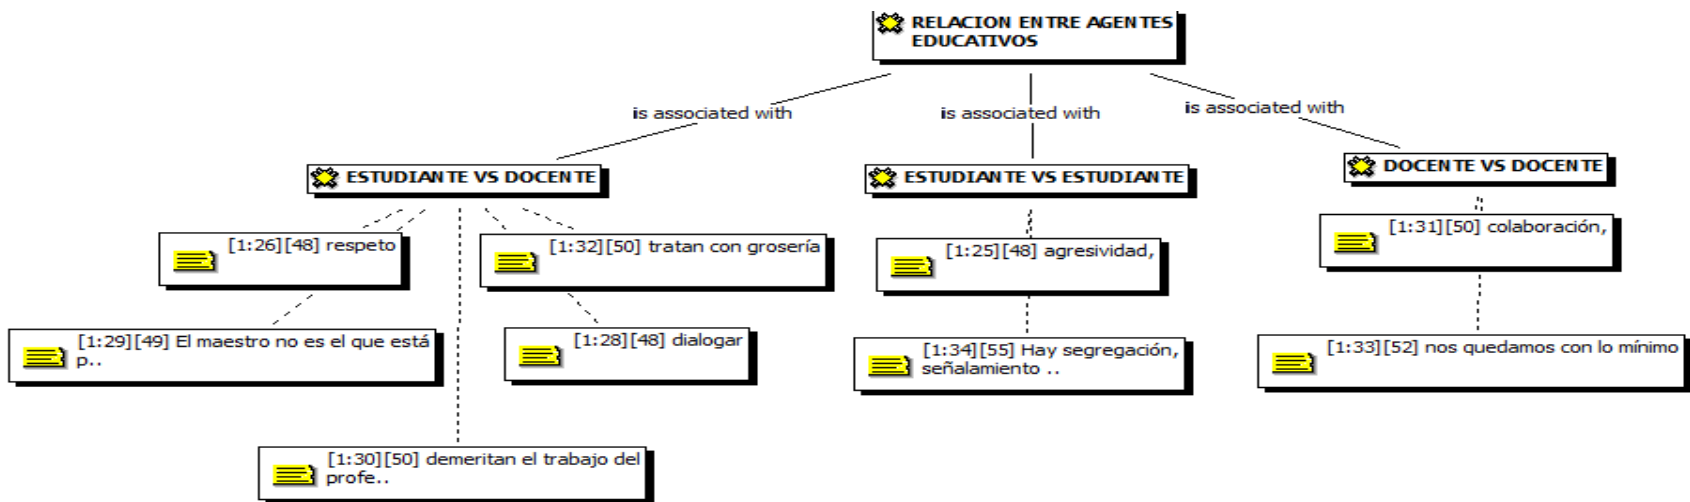 RELACION ENTRE AGENTES
EDUCATIVOS
is associated with
is associated with
is associated with
ESTUDIANTE VS DOCENTE
ESTUDIANTE VS ESTUDIANTE
DOCENTE VS DOCENTE
[1:26][48] respeto
[1:32][50] tratan con grosería
[1:25][48] agresividad,
[1:31][50] colaboración,
[1:29][49] El maestro no es el que está
p..
[1:28][48] dialogar
[1:34][55] Hay segregación,
señalamiento ..
[1:33][52] nos quedamos con lo mínimo
[1:30][50] demeritan el trabajo del
profe..